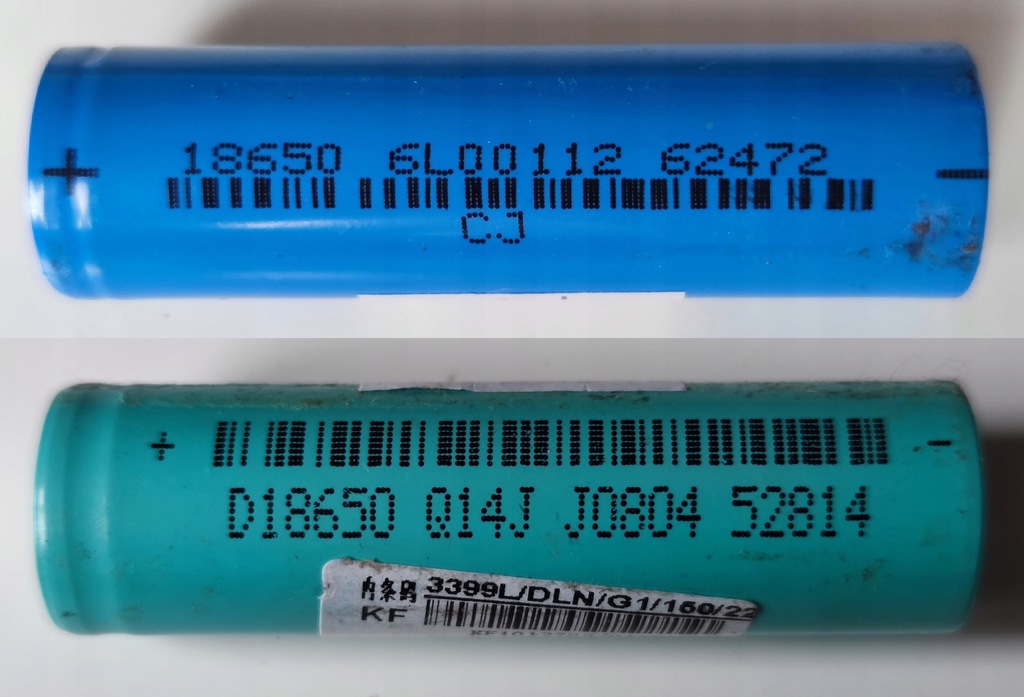 + 18650 6L00112 62472 -
CJ
+ -
D18650 Q14J J0804 52814
内条码 3399L/DLN/G1/160/22
KF